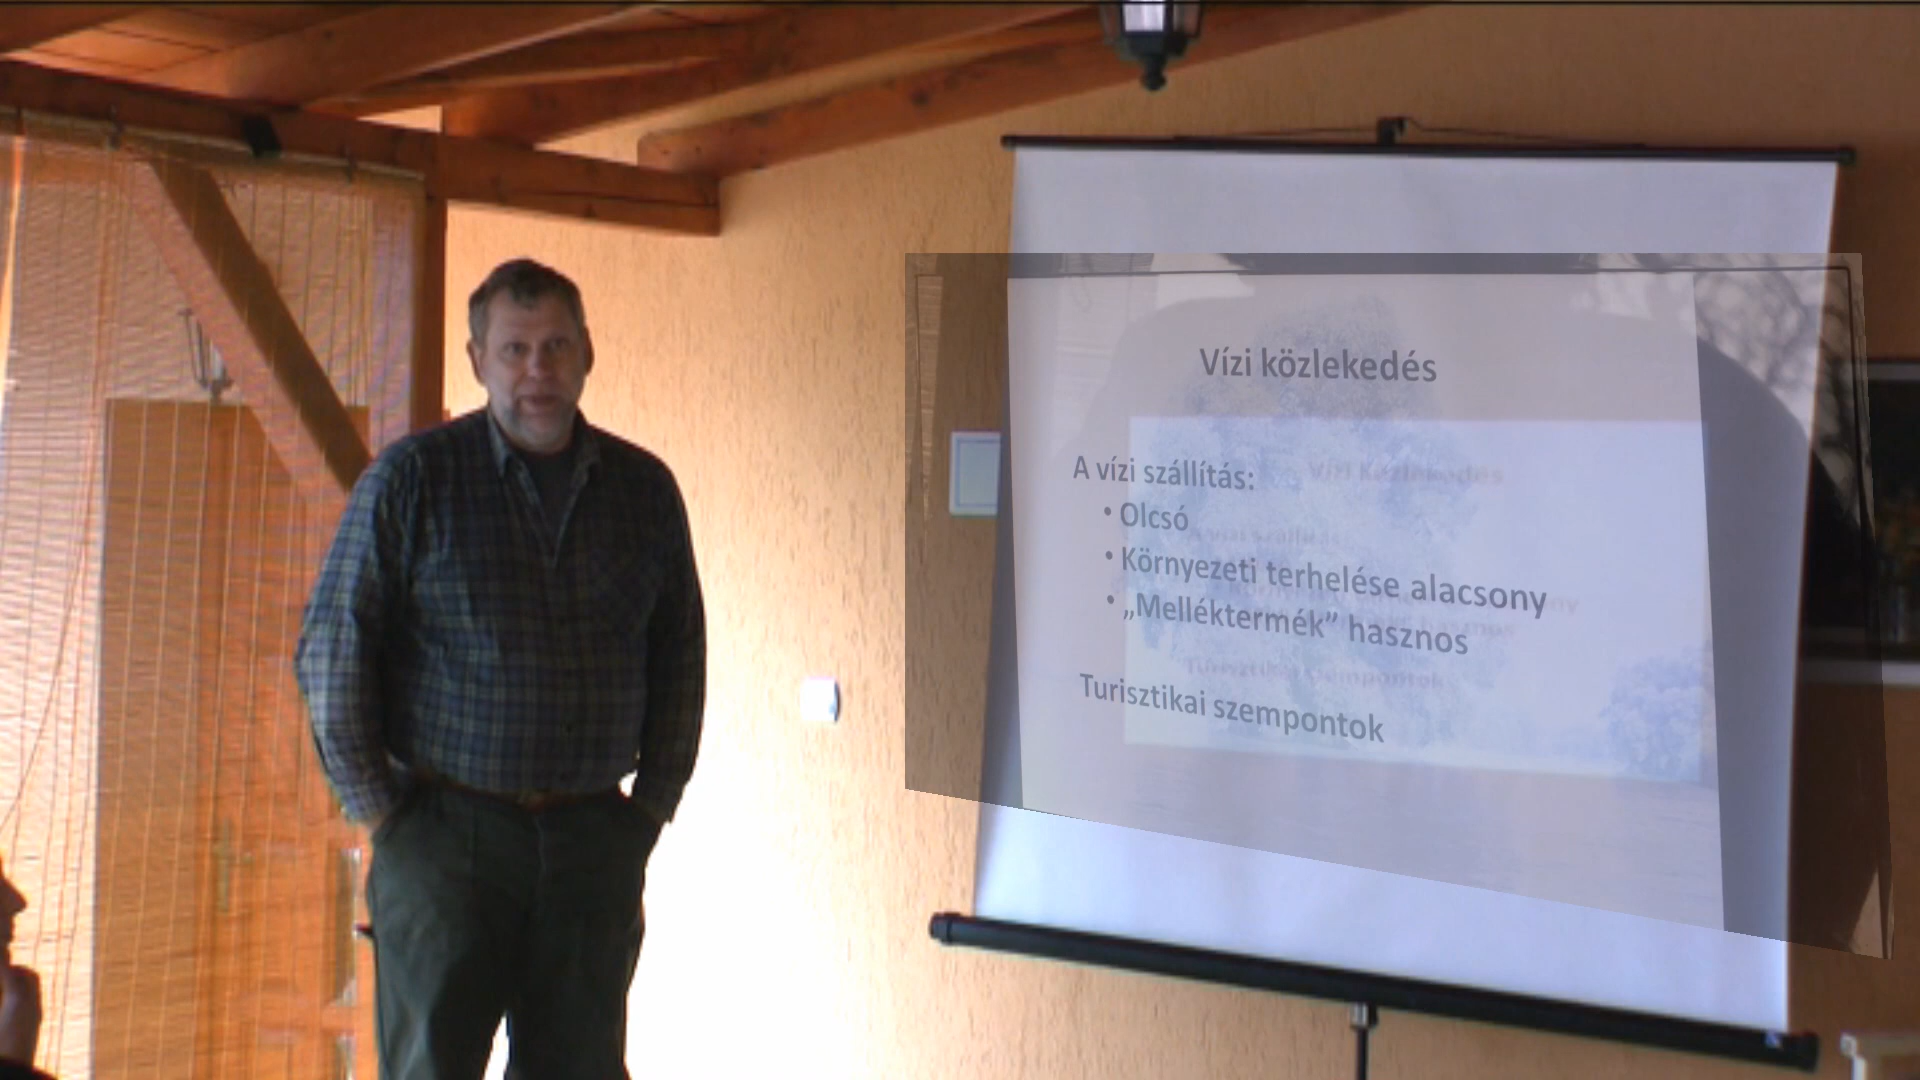 Vízi közlekedés
A vízi szállítás:
• Olcsó
• Környezeti terhelése alacsony
• „Melléktermék” hasznos
Turisztikai szempontok